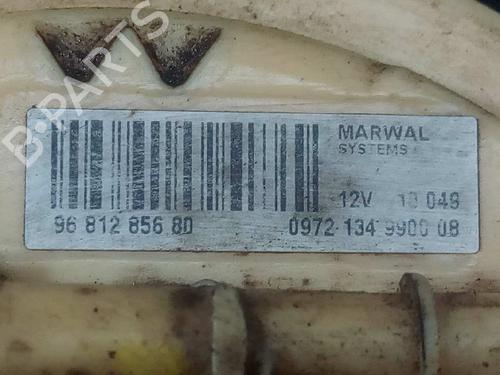 B-PARTS
MARWAL
SYSTEMS
12V 10 048
96 812 856 80 0972 134 9900 08